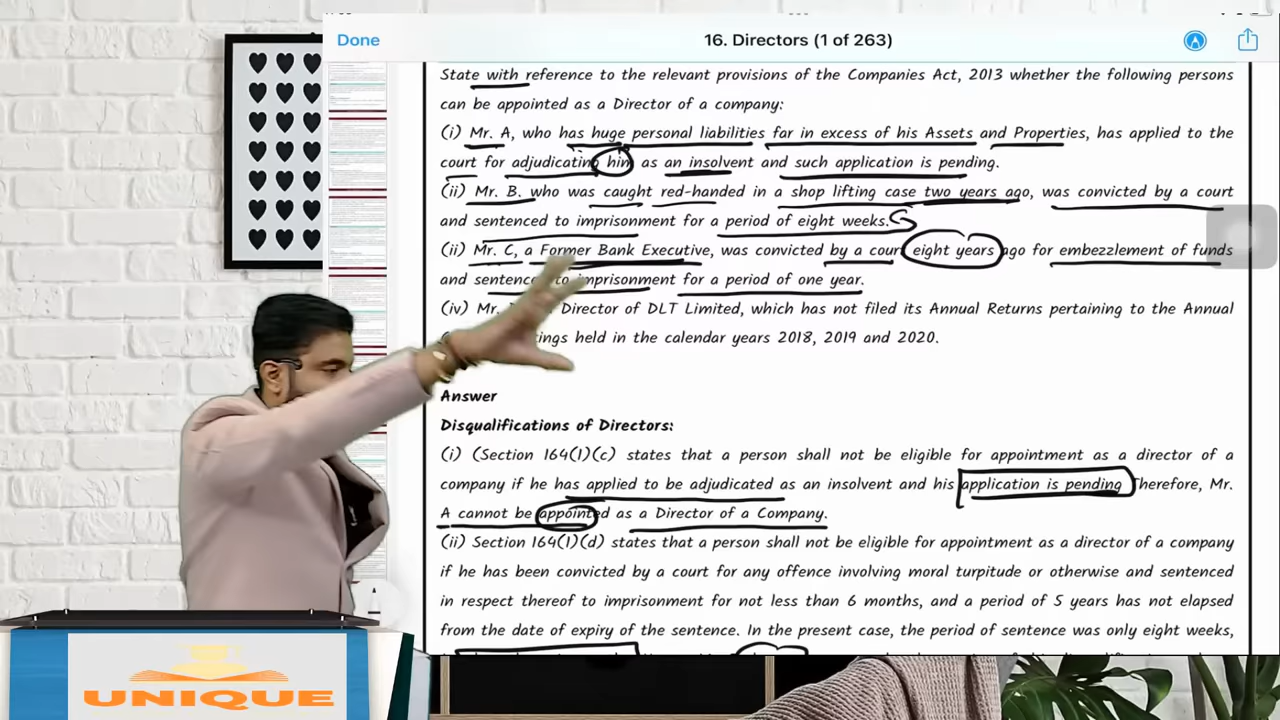 Done
16. Directors (1 of 263)
State with reference to the relevant provisions of the Companies Act, 2013 whether the following persons
can be appointed as a Director of a company:
(i) Mr. A. who has huge personal liabilities far in excess of his Assets and Properties, has applied to the
court for adjudicating him as an insolvent and such application is pending.
(ii) Mr. B. who was caught red-handed in a shop lifting case two years ago, was convicted by a court
and sentenced to imprisonment for a period of eight weeks.
(ii) Mr. C, a Former Bank Executive, was convicted by a court eight years ago for embezzlement of funds
and sentenced to imprisonment for a period of one year.
(iv) Mr. Director of DLT Limited, which has not filed its Annual Returns pertaining to the Annual
held in the calendar years 2018, 2019 and 2020.
Answer
Disqualifications of Directors:
(i) (Section 164(1)(c) states that a person shall not be eligible for appointment as a director of a
company if he has applied to be adjudicated as an insolvent and his application is pending Therefore, Mr.
A cannot be appointed as a Director of a Company.
(ii) Section 164(1)(d) states that a person shall not be eligible for appointment as a director of a company
if he has been convicted by a court for any offence involving moral turpitude or otherwise and sentenced
in respect thereof to imprisonment for not less than 6 months, and a period of 5 years has not elapsed
from the date of expiry of the sentence. In the present case, the period of sentence was only eight weeks,
UNIQUE